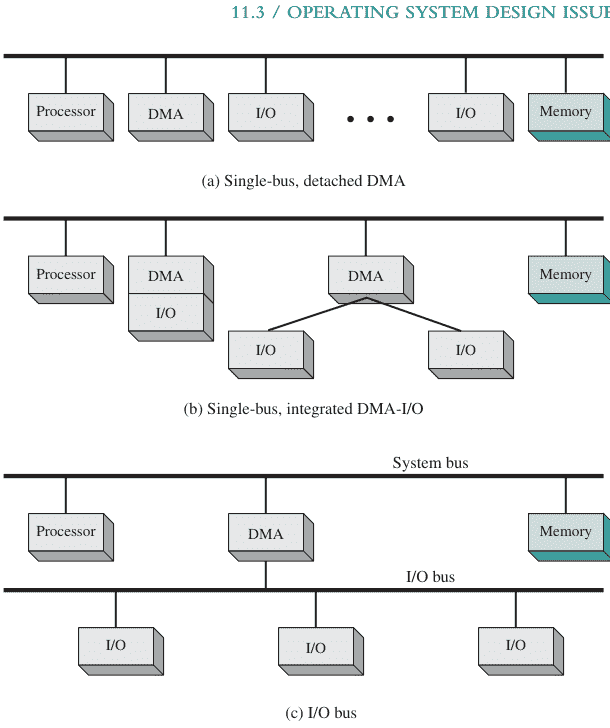 11.3 / OPERATING SYSTEM DESIGN ISSUE
Processor DMA I/O • • • I/O Memory
(a) Single-bus, detached DMA
Processor DMA DMA Memory
I/O
I/O I/O
(b) Single-bus, integrated DMA-I/O
System bus
Processor DMA Memory
I/O bus
I/O I/O I/O
(c) I/O bus